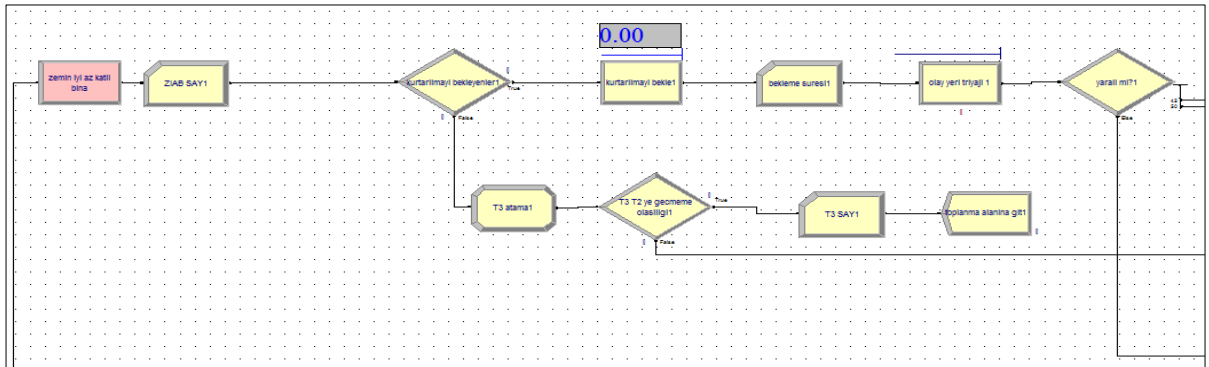 0.00
zemin iyi az katli
bina
ZIAB SAY1
kurtarilmayi bekleyenler1
True
False
kurtarilmayi bekle1
bekleme suresi1
olay yeri triyaji 1
yarali mi?1
Else
T3 atama1
T3 T2 ye gecmeme
olasiligi1
True
False
T3 SAY1
toplanma alanina git1